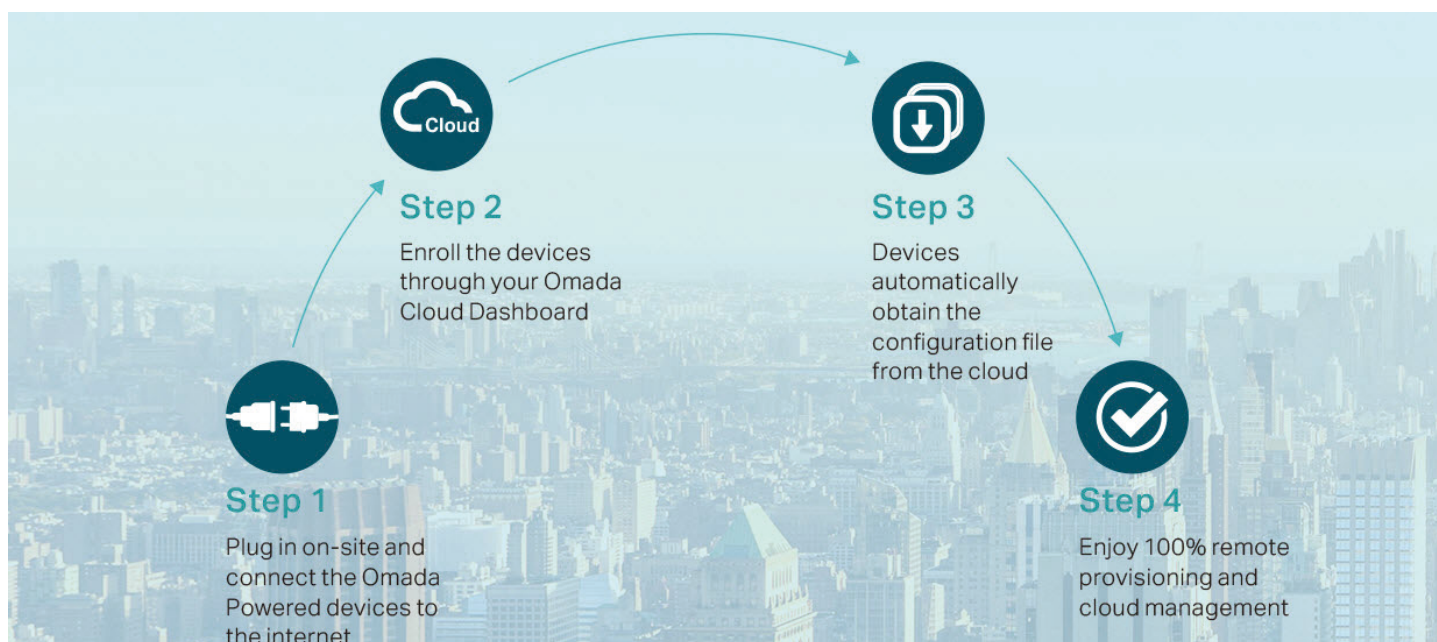 Cloud
Step 2
Enroll the devices
through your Omada
Cloud Dashboard
Step 3
Devices
automatically
obtain the
configuration file
from the cloud
Step 1
Plug in on-site and
connect the Omada
Powered devices to
the internet
Step 4
Enjoy 100% remote
provisioning and
cloud management